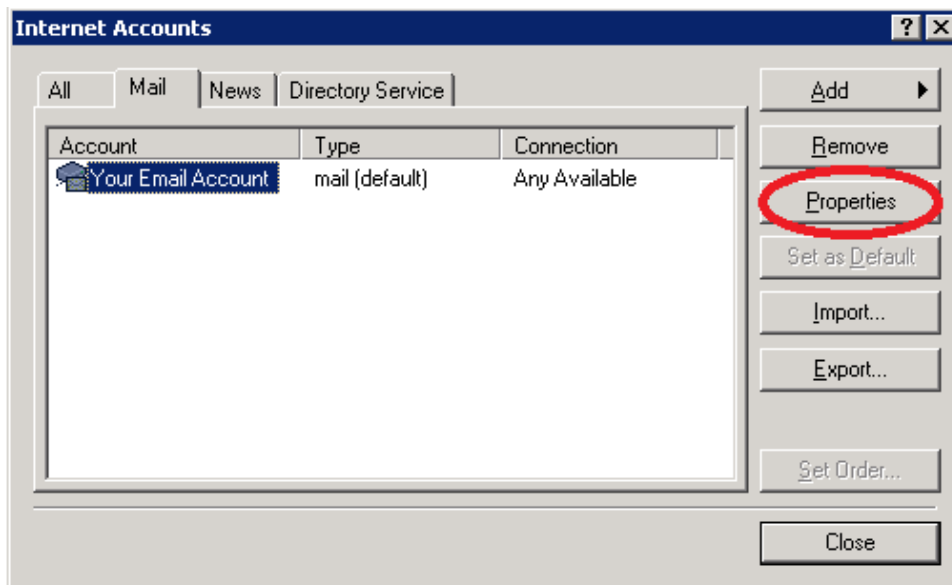 Internet Accounts
All Mail News Directory Service
Add
Account Type Connection
Remove
Your Email Account mail (default) Any Available
Properties
Set as Default
Import...
Export...
Set Order...
Close